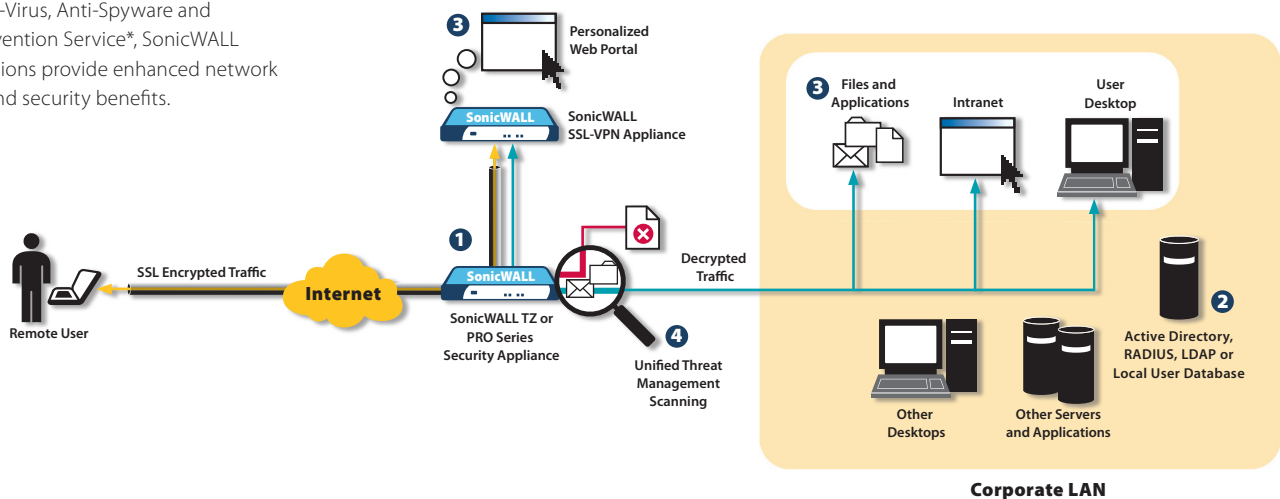 -Virus, Anti-Spyware and
vention Service*, SonicWALL
ions provide enhanced network
nd security benefits.
3
Personalized
Web Portal
SonicWALL
SonicWALL
SSL-VPN Appliance
1
SonicWALL
SonicWALL TZ or
PRO Series
Security Appliance
Remote User
SSL Encrypted Traffic
Internet
4
Unified Threat
Management
Scanning
Decrypted
Traffic
3
Files and
Applications
Intranet
User
Desktop
2
Active Directory,
RADIUS, LDAP or
Local User Database
Other
Desktops
Other Servers
and Applications
Corporate LAN